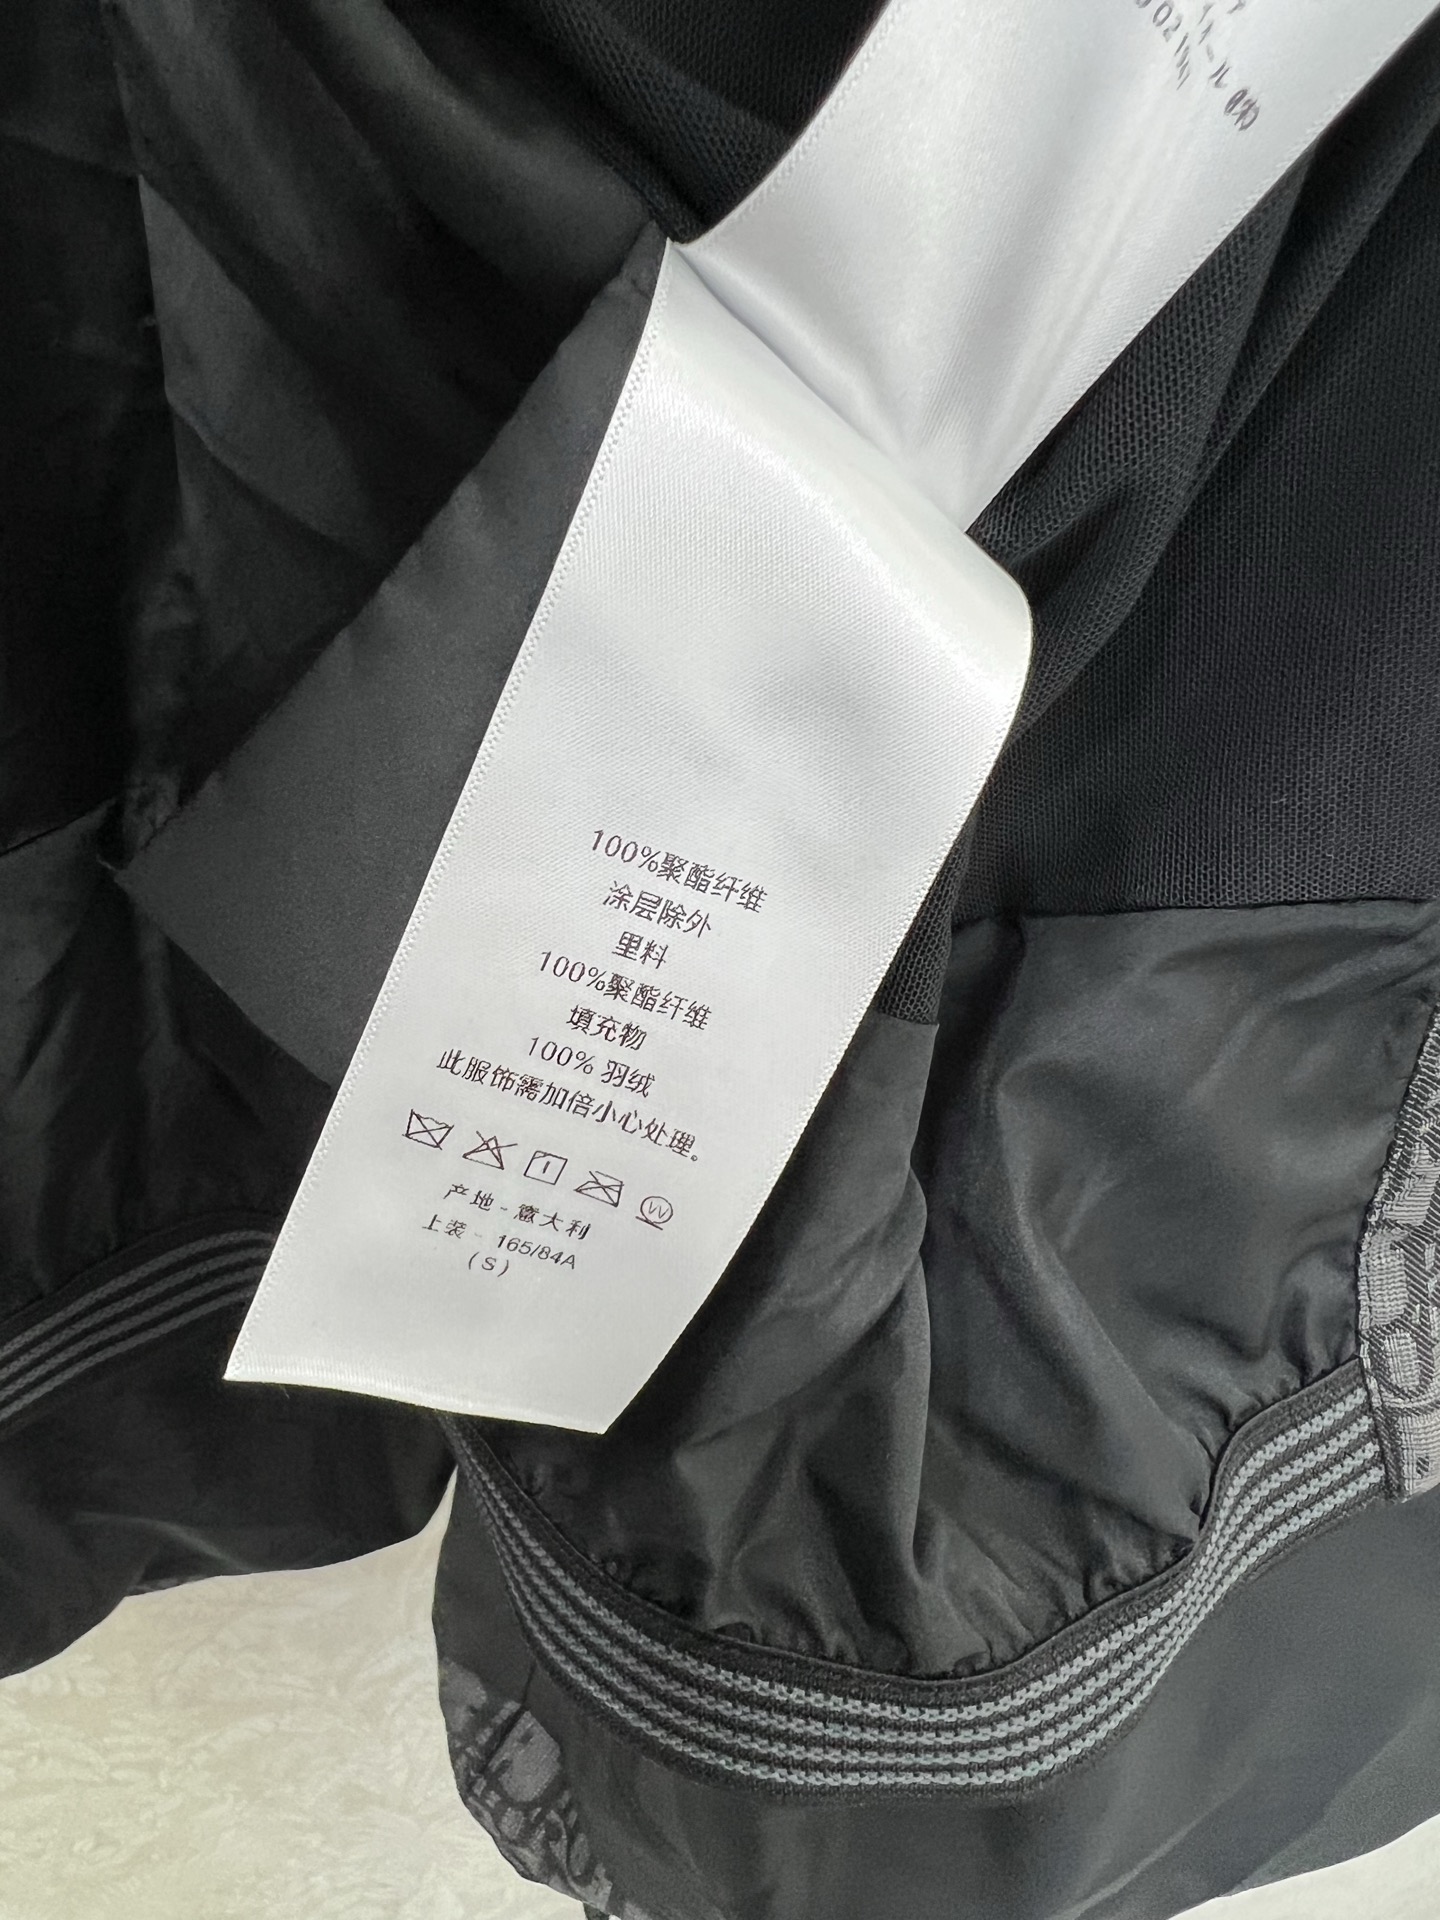 100%聚酯纤维
涂层除外
里料
100%聚酯纤维
填充物
100% 羽绒
此服饰需加倍小心处理。
W
产地 - 意大利
上装 - 165/84A
(S)